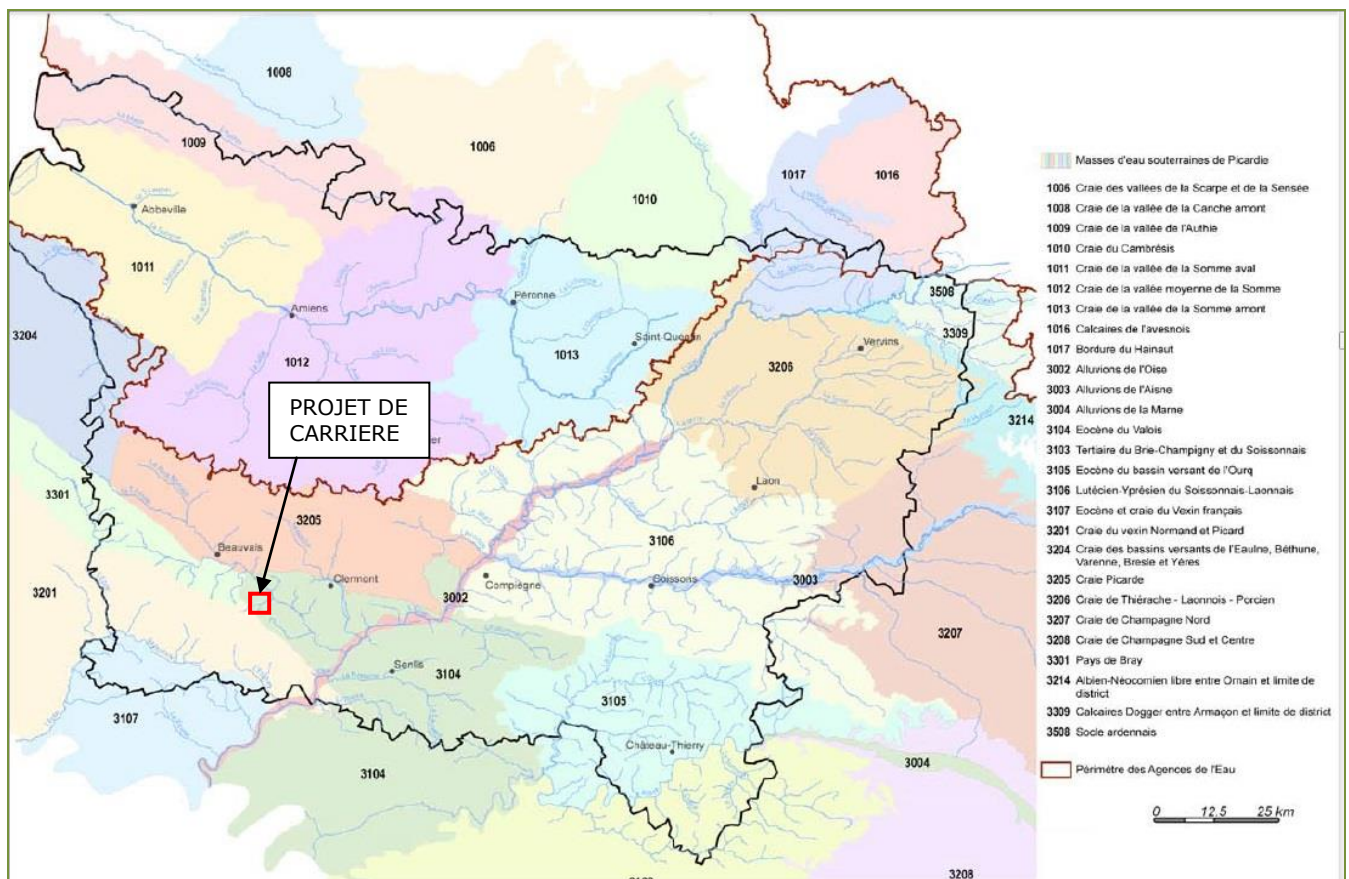 1008
1009
1006
1017
1016
1010
Abbeville
1011
3508
Péronne
Amiens
3309
3204
1013
Saint-Quentin
Vervins
1012
3206
PROJET DE
CARRIERE
3214
Laon
3301
3205
3106
Beauvais
Clermont
Compiègne
Soissons
3003
3201
3002
3207
Senlis
3104
3105
3107
Château-Thierry
3004
3104
3208
Masses d'eau souterraines de Picardie
1006 Craie des vallées de la Scarpe et de la Sensée
1008 Craie de la vallée de la Canche amont
1009 Craie de la vallée de l'Authie
1010 Craie du Cambrésis
1011 Craie de la vallée de la Somme aval
1012 Craie de la vallée moyenne de la Somme
1013 Craie de la vallée de la Somme amont
1016 Calcaires de l'avesnois
1017 Bordure du Hainaut
3002 Alluvions de l'Oise
3003 Alluvions de l'Aisne
3004 Alluvions de la Marne
3104 Eocène du Valois
3103 Tertiaire du Brie-Champigny et du Soissonnais
3105 Eocène du bassin versant de l'Ourq
3106 Lutécien-Yprésien du Soissonnais-Laonnais
3107 Eocène et craie du Vexin français
3201 Craie du vexin Normand et Picard
3204 Craie des bassins versants de l'Eaulne, Béthune,
Varenne, Bresle et Yères
3205 Craie Picarde
3206 Craie de Thiérache - Laonnois - Porcien
3207 Craie de Champagne Nord
3208 Craie de Champagne Sud et Centre
3301 Pays de Bray
3214 Albien-Néocomien libre entre Ornain et limite de
district
3309 Calcaires Dogger entre Armaçon et limite de district
3508 Socle ardennais
Périmètre des Agences de l'Eau
0 12,5 25 km